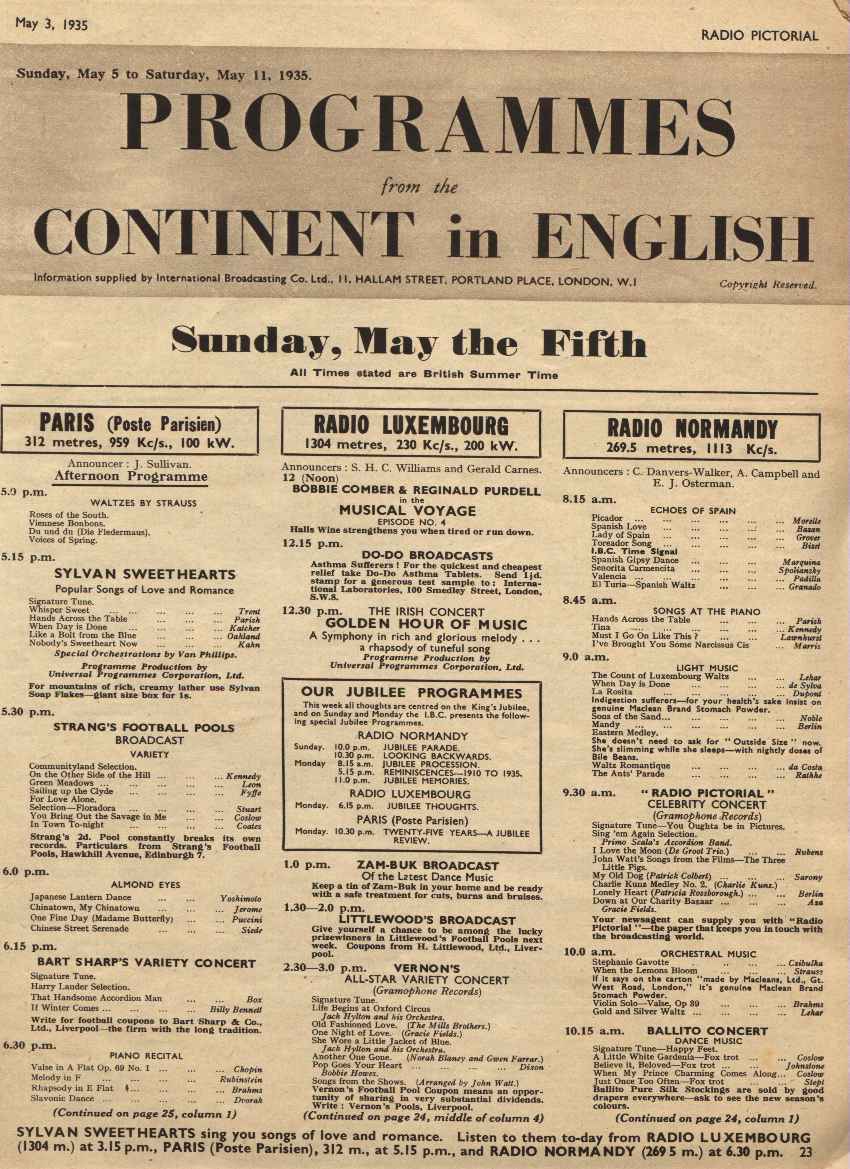 May 3, 1935
RADIO PICTORIAL
Sunday, May 5 to Saturday, May 11, 1935.
PROGRAMMES
from the
CONTINENT in ENGLISH
Information supplied by International Broadcasting Co. Ltd., 11, HALLAM STREET, PORTLAND PLACE, LONDON, W.1
Copyright Reserved.
Sunday, May the Fifth
All Times stated are British Summer Time
PARIS (Poste Parisien)
312 metres, 959 Kc/s., 100 kW.
Announcer : J. Sullivan.
Afternoon Programme
5.0 p.m.
WALTZES BY STRAUSS
Roses of the South.
Viennese Bonbons.
Du und du (Die Fledermaus).
Voices of Spring.
5.15 p.m.
SYLVAN SWEETHEARTS
Popular Songs of Love and Romance
Signature Tune.
Whisper Sweet ... ... ... ... Trent
Hands Across the Table ... ... ... Parish
When Day is Done ... ... ... Katcher
Like a Bolt from the Blue ... ... Oakland
Nobody's Sweetheart Now ... ... Kahn
Special Orchestrations by Van Phillips.
Programme Production by
Universal Programmes Corporation, Ltd.
For mountains of rich, creamy lather use Sylvan
Soap Flakes—giant size box for 1s.
5.30 p.m.
STRANG'S FOOTBALL POOLS
BROADCAST
VARIETY
Communityland Selection.
On the Other Side of the Hill ... ... Kennedy
Green Meadows ... ... ... ... Leon
Sailing up the Clyde ... ... ... Fyffe
For Love Alone.
Selection—Floradora ... ... ... Stuart
You Bring Out the Savage in Me ... Coslow
In Town To-night ... ... ... Coates
Strang's 2d. Pool constantly breaks its own
records. Particulars from Strang's Football
Pools, Hawkhill Avenue, Edinburgh 7.
6.0 p.m.
ALMOND EYES
Japanese Lantern Dance ... ... Yoshimoto
Chinatown, My Chinatown ... ... Jerome
One Fine Day (Madame Butterfly) ... Puccini
Chinese Street Serenade ... ... Siede
6.15 p.m.
BART SHARP'S VARIETY CONCERT
Signature Tune.
Harry Lauder Selection.
That Handsome Accordion Man ... Box
If Winter Comes ... ... ... Billy Bennett
Write for football coupons to Bart Sharp & Co.,
Ltd., Liverpool—the firm with the long tradition.
6.30 p.m.
PIANO RECITAL
Valse in A Flat Op. 69 No. 1 ... ... Chopin
Melody in F ... ... ... Rubinstein
Rhapsody in E Flat ... ... Brahms
Slavonic Dance ... ... ... Dvorak
(Continued on page 25, column 1)
RADIO LUXEMBOURG
1304 metres, 230 Kc/s., 200 kW.
Announcers : S. H. C. Williams and Gerald Carnes.
12 (Noon)
BOBBIE COMBER & REGINALD PURDELL
in the
MUSICAL VOYAGE
EPISODE NO. 4
Halls Wine strengthens you when tired or run down.
12.15 p.m.
DO-DO BROADCASTS
Asthma Sufferers ! For the quickest and cheapest
relief take Do-Do Asthma Tablets. Send 1½d.
stamp for a generous test sample to : Interna-
tional Laboratories, 100 Smedley Street, London,
S.W.8.
12.30 p.m. THE IRISH CONCERT
GOLDEN HOUR OF MUSIC
A Symphony in rich and glorious melody . . .
a rhapsody of tuneful song
Programme Production by
Universal Programmes Corporation, Ltd.
OUR JUBILEE PROGRAMMES
This week all thoughts are centred on the King's Jubilee,
and on Sunday and Monday the I.B.C. presents the follow-
ing special Jubilee Programmes.
RADIO NORMANDY
Sunday. 10.0 p.m. JUBILEE PARADE.
10.30 p.m. LOOKING BACKWARDS.
Monday 8.15 a.m. JUBILEE PROCESSION.
5.15 p.m. REMINISCENCES—1910 TO 1935.
11.0 p.m. JUBILEE MEMORIES.
RADIO LUXEMBOURG
Monday. 6.15 p.m. JUBILEE THOUGHTS.
PARIS (Poste Parisien)
Monday. 10.30 p.m. TWENTY-FIVE YEARS—A JUBILEE
REVIEW.
1.0 p.m. ZAM-BUK BROADCAST
Of the Latest Dance Music
Keep a tin of Zam-Buk in your home and be ready
with a safe treatment for cuts, burns and bruises.
1.30—2.0 p.m.
LITTLEWOOD'S BROADCAST
Give yourself a chance to be among the lucky
prizewinners in Littlewood's Football Pools next
week. Coupons from H. Littlewood, Ltd., Liver-
pool.
2.30—3.0 p.m. VERNON'S
ALL-STAR VARIETY CONCERT
(Gramophone Records)
Signature Tune.
Life Begins at Oxford Circus
Jack Hylton and his Orchestra.
Old Fashioned Love. (The Mills Brothers.)
One Night of Love. (Gracie Fields.)
She Wore a Little Jacket of Blue.
Jack Hylton and his Orchestra.
Another One Gone. (Norah Blaney and Gwen Farrar.)
Pop Goes Your Heart ... ... ... Dixon
Bobbie Howes.
Songs from the Shows. (Arranged by John Watt.)
Vernon's Football Pool Coupon means an oppor-
tunity of sharing in very substantial dividends.
Write : Vernon's Pools, Liverpool.
(Continued on page 24, middle of column 4)
RADIO NORMANDY
269.5 metres, 1113 Kc/s.
Announcers : C. Danvers-Walker, A. Campbell and
E. J. Osterman.
8.15 a.m.
ECHOES OF SPAIN
Picador ... ... ... ... ... Morelle
Spanish Love ... ... ... ... Bazan
Lady of Spain ... ... ... ... Grover
Toreador Song ... ... ... ... Bizet
I.B.C. Time Signal
Spanish Gipsy Dance ... ... ... Marquina
Senorita Carmencita ... ... ... Spoliansky
Valencia ... ... ... ... ... Padilla
El Turia—Spanish Waltz ... ... Granado
8.45 a.m.
SONGS AT THE PIANO
Hands Across the Table ... ... Parish
Tina ... ... ... ... ... Kennedy
Must I Go On Like This ? ... ... Lawnhurst
I've Brought You Some Narcissus Cis ... Marris
9.0 a.m.
LIGHT MUSIC
The Count of Luxembourg Waltz ... ... Lehar
When Day is Done ... ... ... de Sylva
La Rosita ... ... ... ... Dupont
Indigestion sufferers—for your health's sake insist on
genuine Maclean Brand Stomach Powder.
Sons of the Sand... ... ... ... Noble
Mandy ... ... ... ... ... Berlin
Eastern Medley.
She doesn't need to ask for " Outside Size " now.
She's slimming while she sleeps—with nightly doses of
Bile Beans.
Waltz Romantique ... ... ... da Costa
The Ants' Parade ... ... ... Rathke
9.30 a.m. " RADIO PICTORIAL "
CELEBRITY CONCERT
(Gramophone Records)
Signature Tune—You Oughta be in Pictures.
Sing 'em Again Selection.
Primo Scala's Accordion Band.
I Love the Moon (De Groot Trio.) ... Rubens
John Watt's Songs from the Films—The Three
Little Pigs.
My Old Dog (Patrick Colbert) ... ... Sarony
Charlie Kunz Medley No. 2. (Charlie Kunz.)
Lonely Heart (Patricia Rossborough.) ... Berlin
Down at Our Charity Bazaar ... ... Asa
Gracie Fields.
Your newsagent can supply you with "Radio
Pictorial "—the paper that keeps you in touch with
the broadcasting world.
10.0 a.m. ORCHESTRAL MUSIC
Stephanie Gavotte ... ... ... Czibulka
When the Lemons Bloom ... ... Strauss
If it says on the carton "made by Macleans, Ltd., Gt.
West Road, London," it's genuine Maclean Brand
Stomach Powder.
Violin Solo—Valse, Op 39 ... ... Brahms
Gold and Silver Waltz ... ... ... Lehar
10.15 a.m. BALLITO CONCERT
DANCE MUSIC
Signature Tune—Happy Feet.
A Little White Gardenia—Fox trot ... Coslow
Believe it, Beloved—Fox trot ... Johnstone
When My Prince Charming Comes Along... Coslow
Just Once Too Often—Fox trot ... Stept
Ballito Pure Silk Stockings are sold by good
drapers everywhere—ask to see the new season's
colours.
(Continued on page 24, column 1)
SYLVAN SWEETHEARTS sing you songs of love and romance. Listen to them to-day from RADIO LUXEMBOURG
(1304 m.) at 3.15 p.m., PARIS (Poste Parisien), 312 m., at 5.15 p.m., and RADIO NORMANDY (269 5 m.) at 6.30 p.m. 23